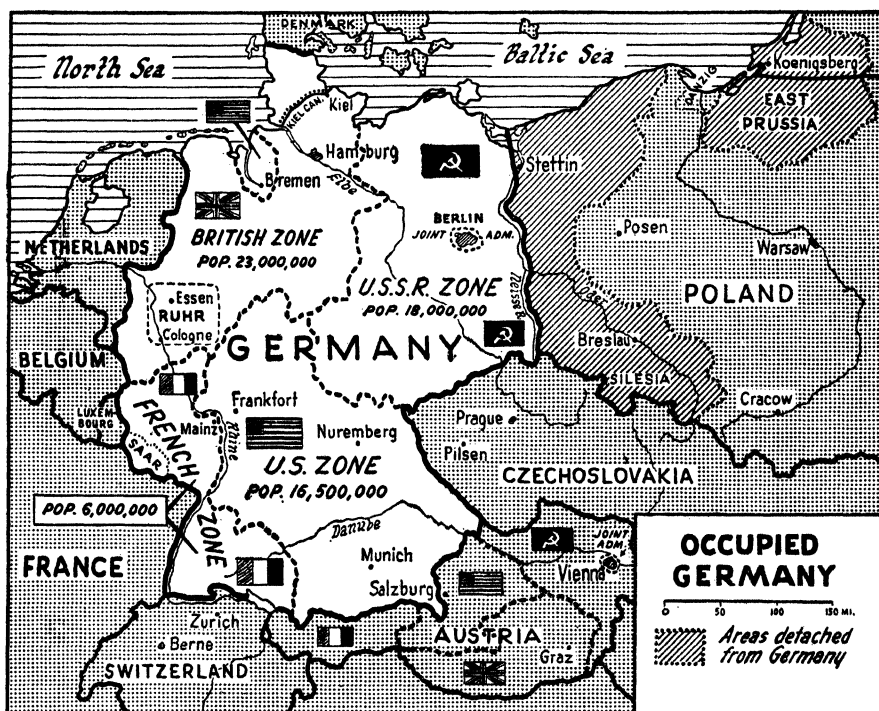 DENMARK
North Sea
Baltic Sea
KIEL CAN.
Kiel
DANZIG
Koenigsberg
EAST
PRUSSIA
Hamburg
Bremen
Elbe
Stettin
BERLIN
JOINT ADM.
NETHERLANDS
BRITISH ZONE
POP. 23,000,000
Posen
Warsaw
U.S.S.R. ZONE
POP. 18,000,000
Neisse R.
Oder
POLAND
Essen
RUHR
Cologne
GERMANY
Breslau
SILESIA
BELGIUM
LUXEM
BOURG
Frankfort
Mainz
Rhine
Nuremberg
Prague
Pilsen
Cracow
FRENCH
ZONE
SAAR
U.S. ZONE
POP. 16,500,000
CZECHOSLOVAKIA
POP. 6,000,000
Danube
FRANCE
Munich
Salzburg
JOINT
ADM.
Vienna
Zurich
Berne
SWITZERLAND
AUSTRIA
Graz
OCCUPIED
GERMANY
0 50 100 150 MI.
Areas detached
from Germany